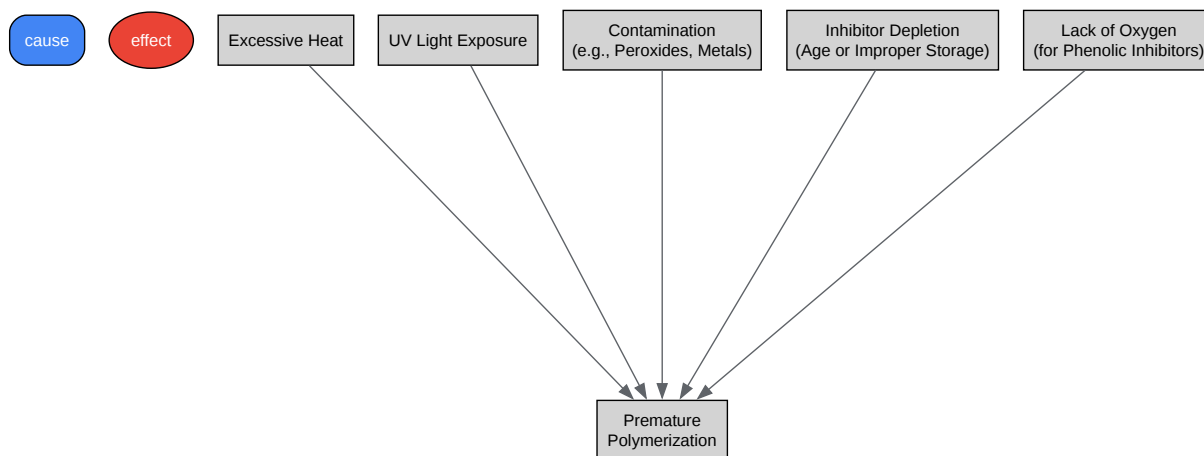 cause
effect
Excessive Heat
UV Light Exposure
Contamination
(e.g., Peroxides, Metals)
Inhibitor Depletion
(Age or Improper Storage)
Lack of Oxygen
(for Phenolic Inhibitors)
Premature
Polymerization